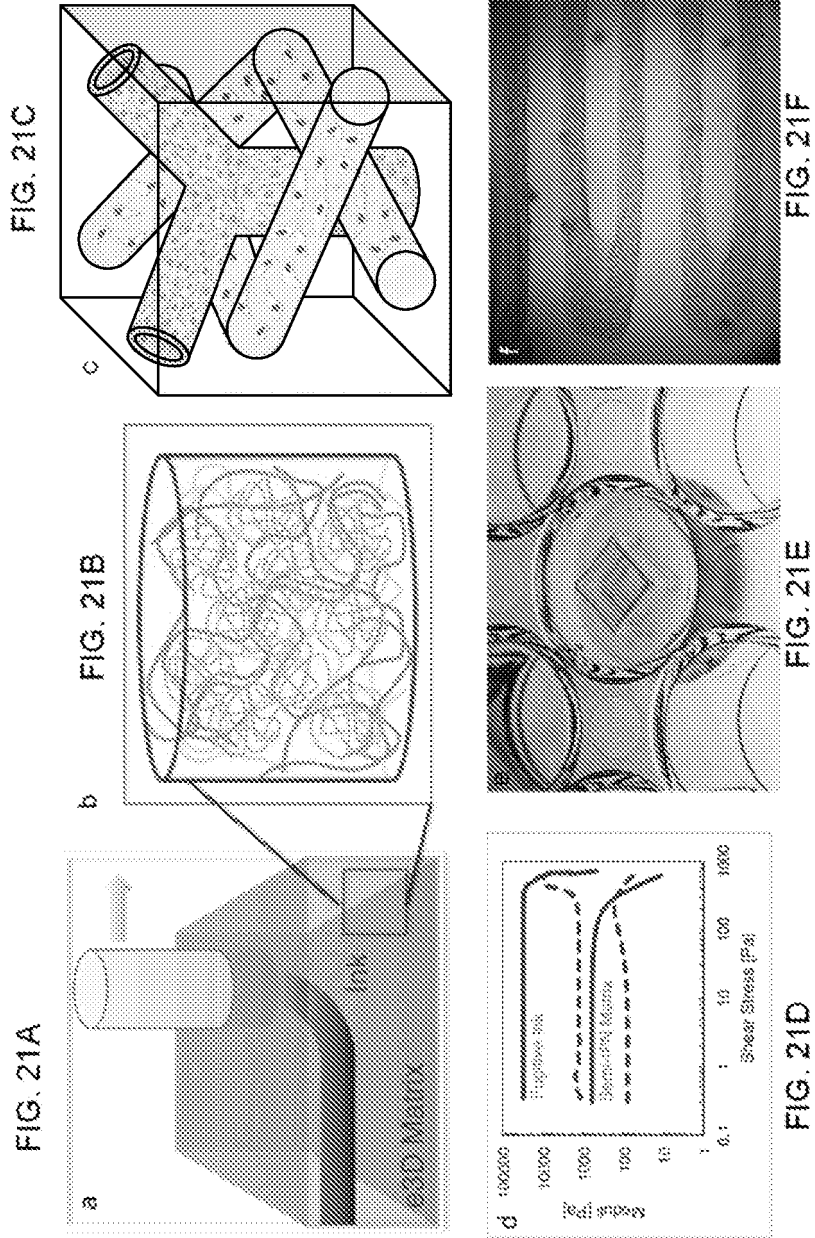 FIG. 21A
a
Ink
FIG. 21B
b
FIG. 21C
c
FIG. 21D
d
Moduli [Pa]
100000
10000
1000
100
10
1
Fugitive Ink
Matrix
0.1
1
10
100
1000
Shear Stress [Pa]
FIG. 21E
FIG. 21F
f